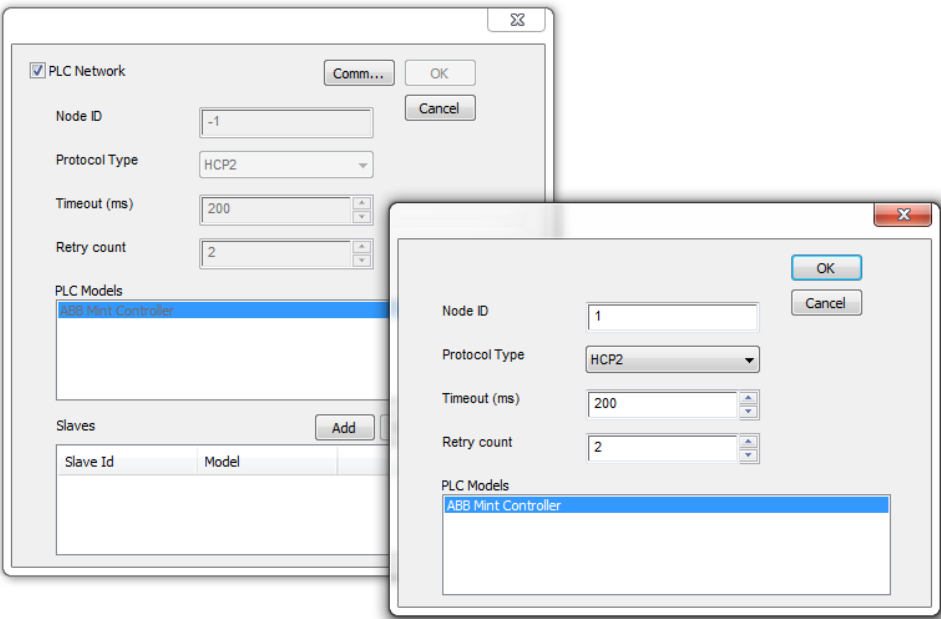 PLC Network
Comm...
OK
Cancel
Node ID
-1
Protocol Type
HCP2
Timeout (ms)
200
Retry count
2
PLC Models
ABB Mint Controller
Slaves
Add
Slave Id Model
OK
Cancel
Node ID
1
Protocol Type
HCP2
Timeout (ms)
200
Retry count
2
PLC Models
ABB Mint Controller